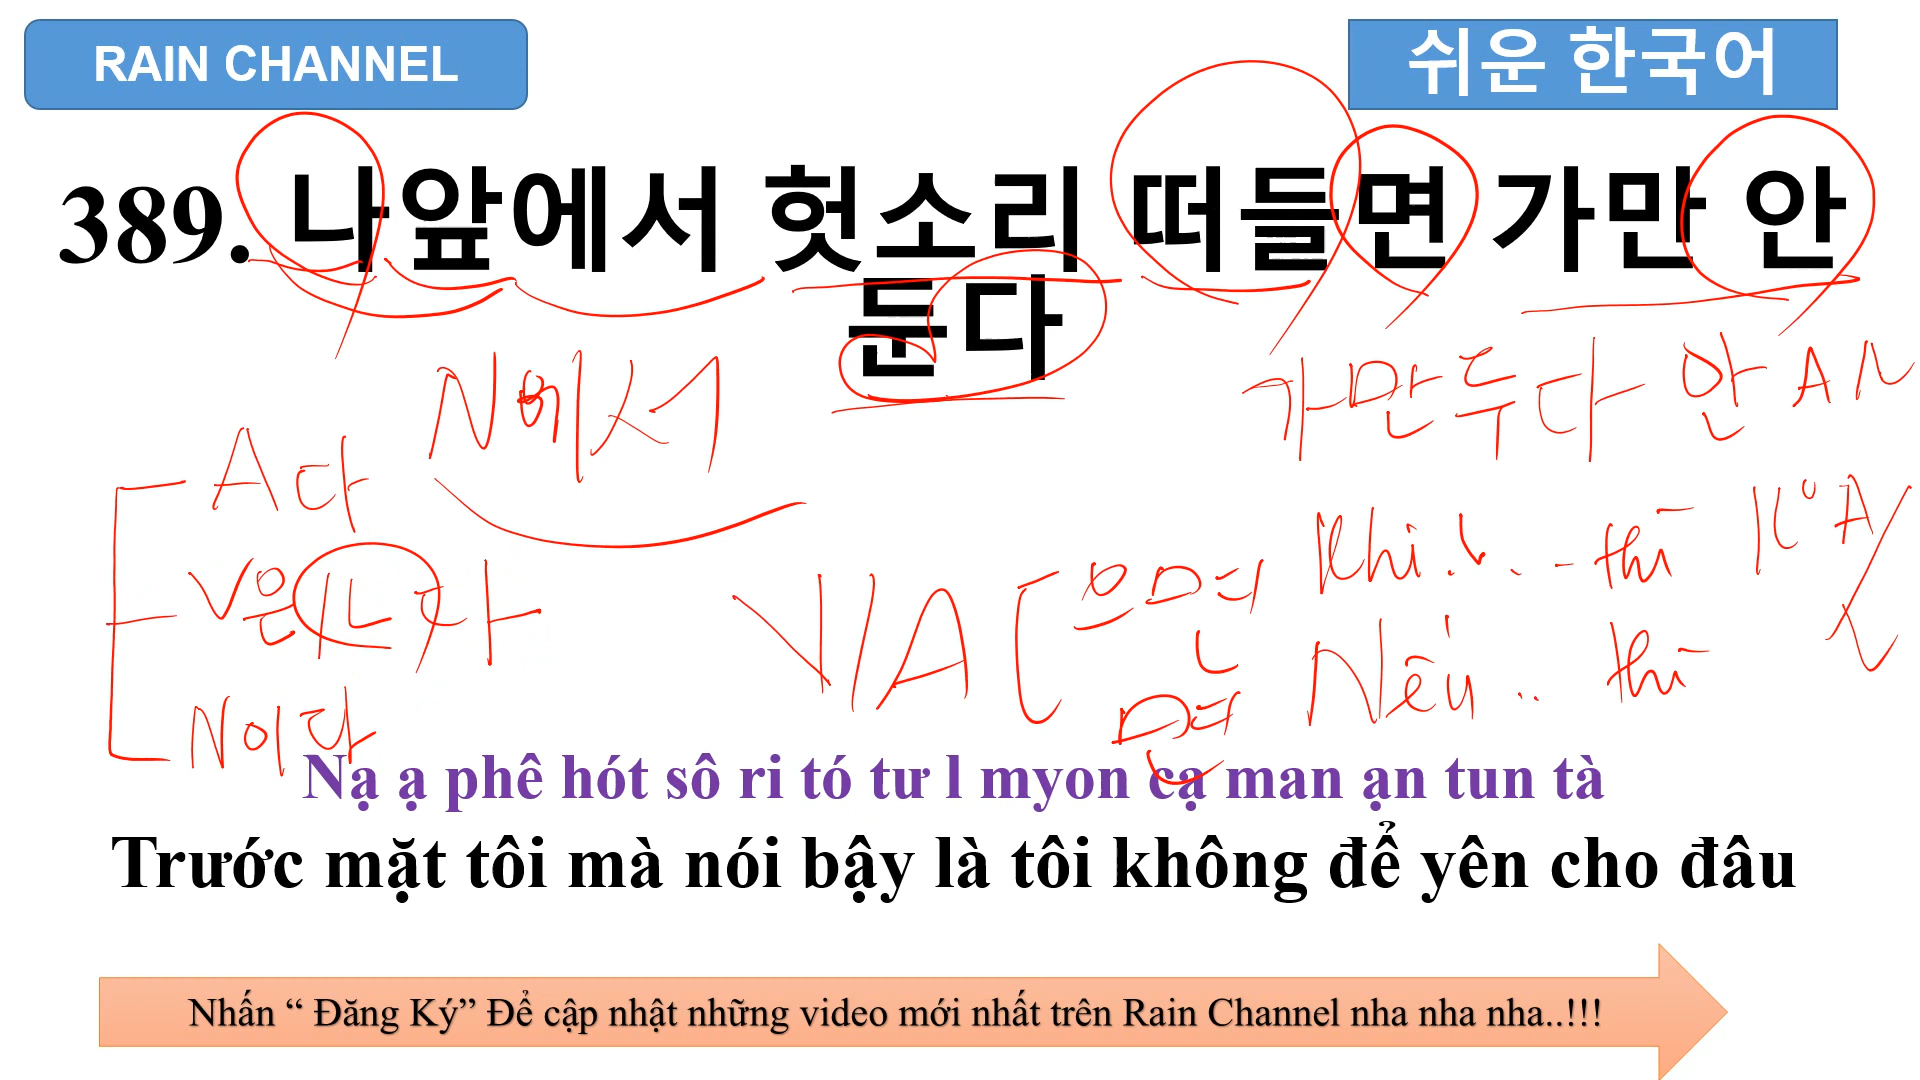 RAIN CHANNEL
쉬운 한국어
389. 나앞에서 헛소리 떠들면 가만 안
둔다
N에서
가만두다 안 AN
A다
V은/ㄴ다
N이다
V/A
으면
면
Khi... thì
Nếu... thì
K° A/
Nạ ạ phê hót sô ri tó tư l myon cạ man ạn tun tà
Trước mặt tôi mà nói bậy là tôi không để yên cho đâu
Nhấn “ Đăng Ký” Để cập nhật những video mới nhất trên Rain Channel nha nha nha..!!!